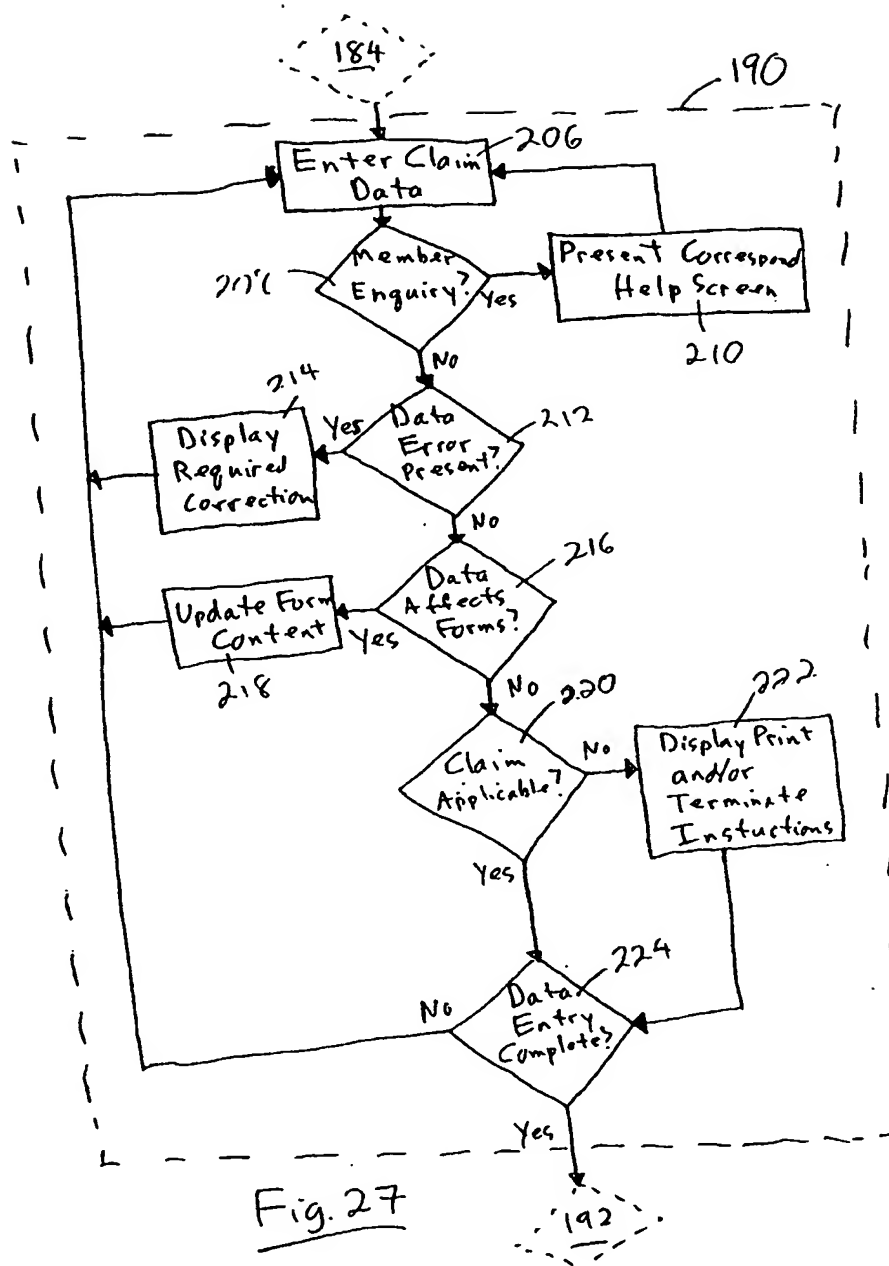 184
190
206
Enter Claim
Data
Member
Enquiry?
Yes
Present Correspond
Help Screen
210
No
214
Display
Required
Correction
Yes
Data
Error
Present?
212
No
216
Data
Affects
Forms?
Yes
Update Form
Content
218
No
220
Claim
Applicable?
No
222
Display Print
and/or
Terminate
Instuctions
Yes
224
Data
Entry
Complete?
No
Yes
192
Fig. 27